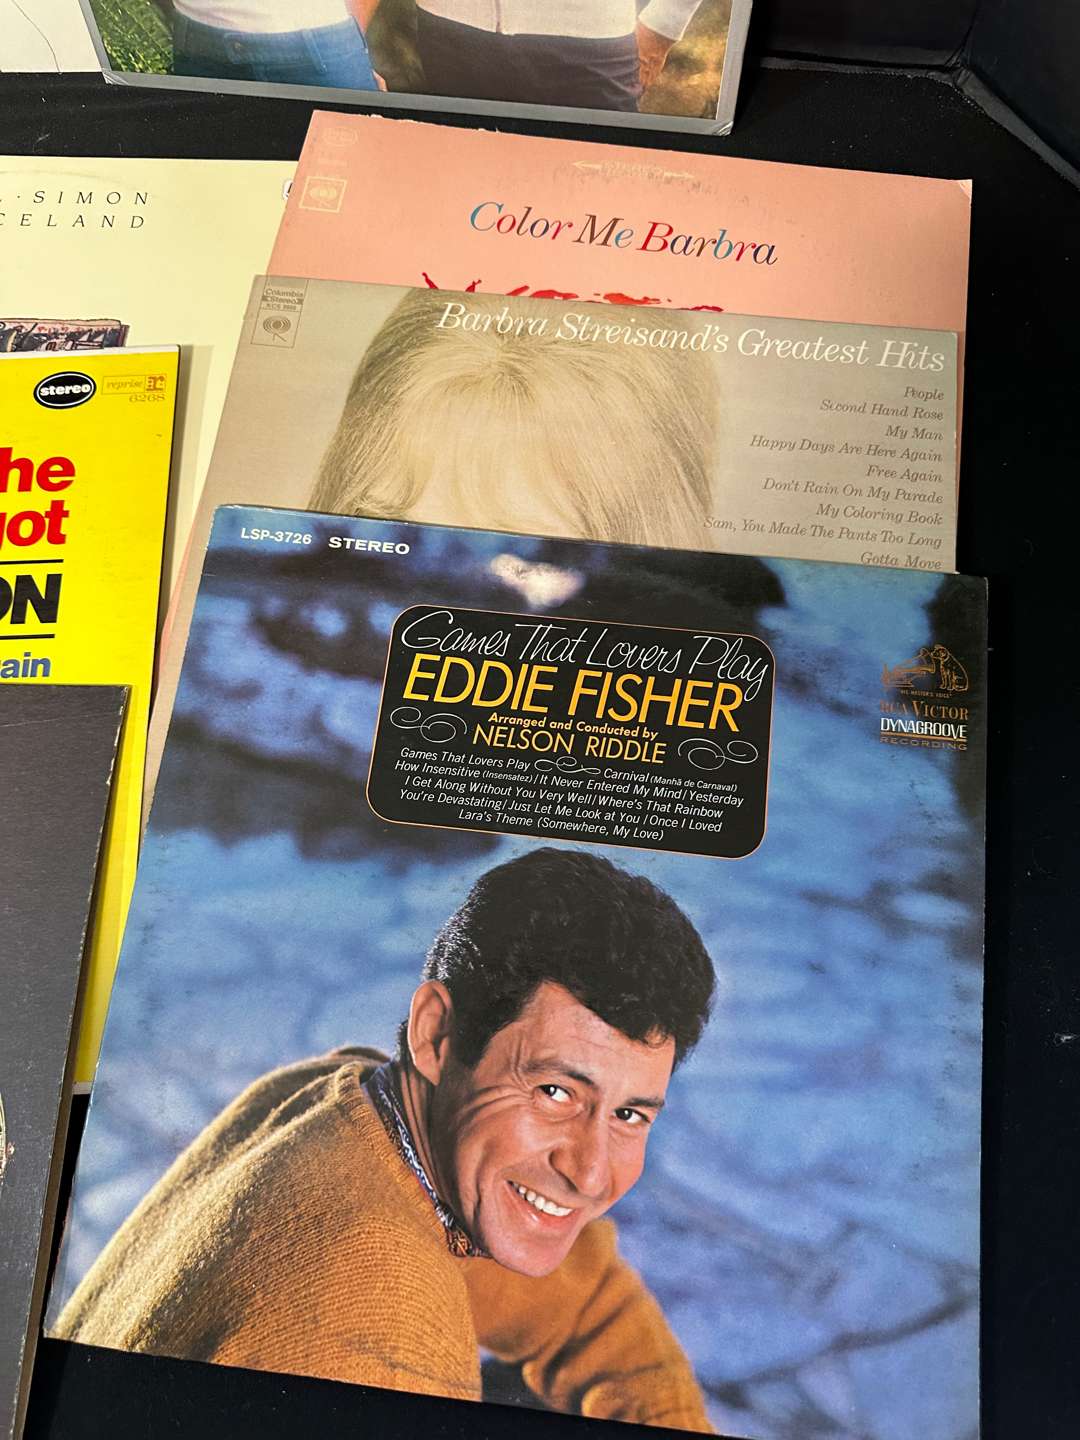 · SIMON
CELAND
Color Me Barbra
Columbia
Stereo
Barbra Streisand's Greatest Hits
People
Second Hand Rose
My Man
Happy Days Are Here Again
Free Again
Don't Rain On My Parade
My Coloring Book
Sam, You Made The Pants Too Long
Gotta Move
stereo
reprise
6268
he
got
ON
ain
LSP-3726 STEREO
Games That Lovers Play
EDDIE FISHER
Arranged and Conducted by
NELSON RIDDLE
Games That Lovers Play Carnival (Manhã de Carnaval)
How Insensitive (Insensatez) / It Never Entered My Mind / Yesterday
I Get Along Without You Very Well / Where's That Rainbow
You're Devastating / Just Let Me Look at You / Once I Loved
Lara's Theme (Somewhere, My Love)
"HIS MASTER'S VOICE"
RCA VICTOR
DYNAGROOVE
RECORDING